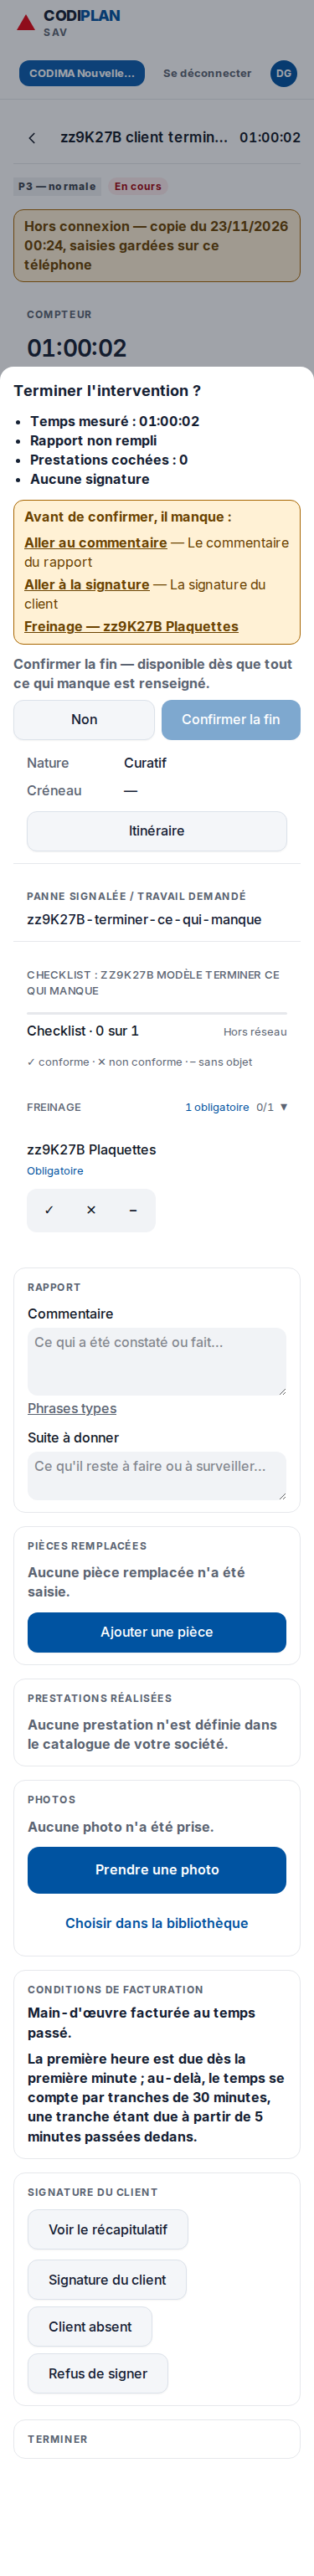 CODIPLAN
SAV
CODIMA Nouvelle... Se déconnecter DG
zz9K27B client termin... 01:00:02
P3 — normale En cours
Hors connexion — copie du 23/11/2026
00:24, saisies gardées sur ce
téléphone
COMPTEUR
01:00:02
Terminer l'intervention ?
• Temps mesuré : 01:00:02
• Rapport non rempli
• Prestations cochées : 0
• Aucune signature
Avant de confirmer, il manque :
Aller au commentaire — Le commentaire
du rapport
Aller à la signature — La signature du
client
Freinage — zz9K27B Plaquettes
Confirmer la fin — disponible dès que tout
ce qui manque est renseigné.
Non Confirmer la fin
Nature Curatif
Créneau —
Itinéraire
PANNE SIGNALÉE / TRAVAIL DEMANDÉ
zz9K27B-terminer-ce-qui-manque
CHECKLIST : ZZ9K27B MODÈLE TERMINER CE
QUI MANQUE
Checklist · 0 sur 1 Hors réseau
✓ conforme · ✕ non conforme · – sans objet
FREINAGE 1 obligatoire 0/1 ▼
zz9K27B Plaquettes
Obligatoire
✓ ✕ –
RAPPORT
Commentaire
Ce qui a été constaté ou fait...
Phrases types
Suite à donner
Ce qu'il reste à faire ou à surveiller...
PIÈCES REMPLACÉES
Aucune pièce remplacée n'a été
saisie.
Ajouter une pièce
PRESTATIONS RÉALISÉES
Aucune prestation n'est définie dans
le catalogue de votre société.
PHOTOS
Aucune photo n'a été prise.
Prendre une photo
Choisir dans la bibliothèque
CONDITIONS DE FACTURATION
Main-d'œuvre facturée au temps
passé.
La première heure est due dès la
première minute ; au-delà, le temps se
compte par tranches de 30 minutes,
une tranche étant due à partir de 5
minutes passées dedans.
SIGNATURE DU CLIENT
Voir le récapitulatif
Signature du client
Client absent
Refus de signer
TERMINER